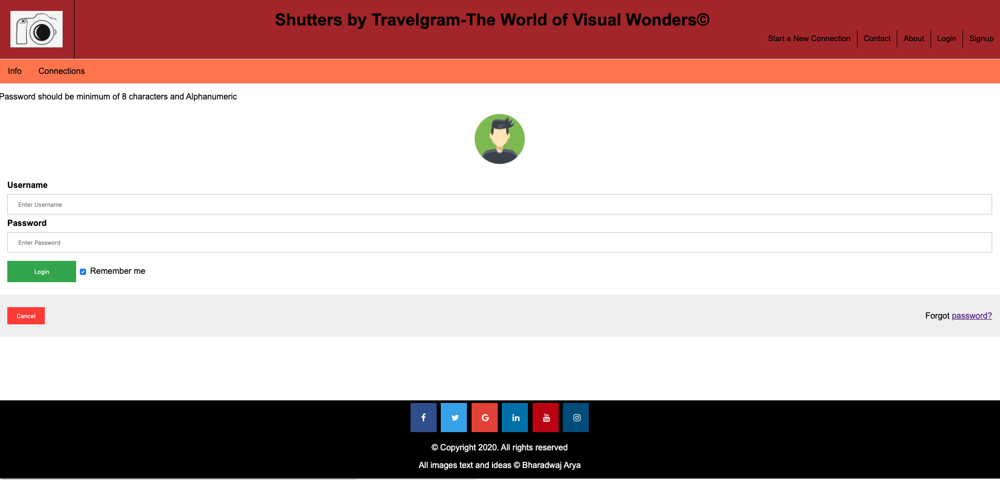 Shutters by Travelgram-The World of Visual Wonders©
Start a New Connection Contact About Login Signup
Info Connections
Password should be minimum of 8 characters and Alphanumeric
Username
Enter Username
Password
Enter Password
Login Remember me
Cancel Forgot password?
You Tube
© Copyright 2020. All rights reserved
All images text and ideas © Bharadwaj Arya